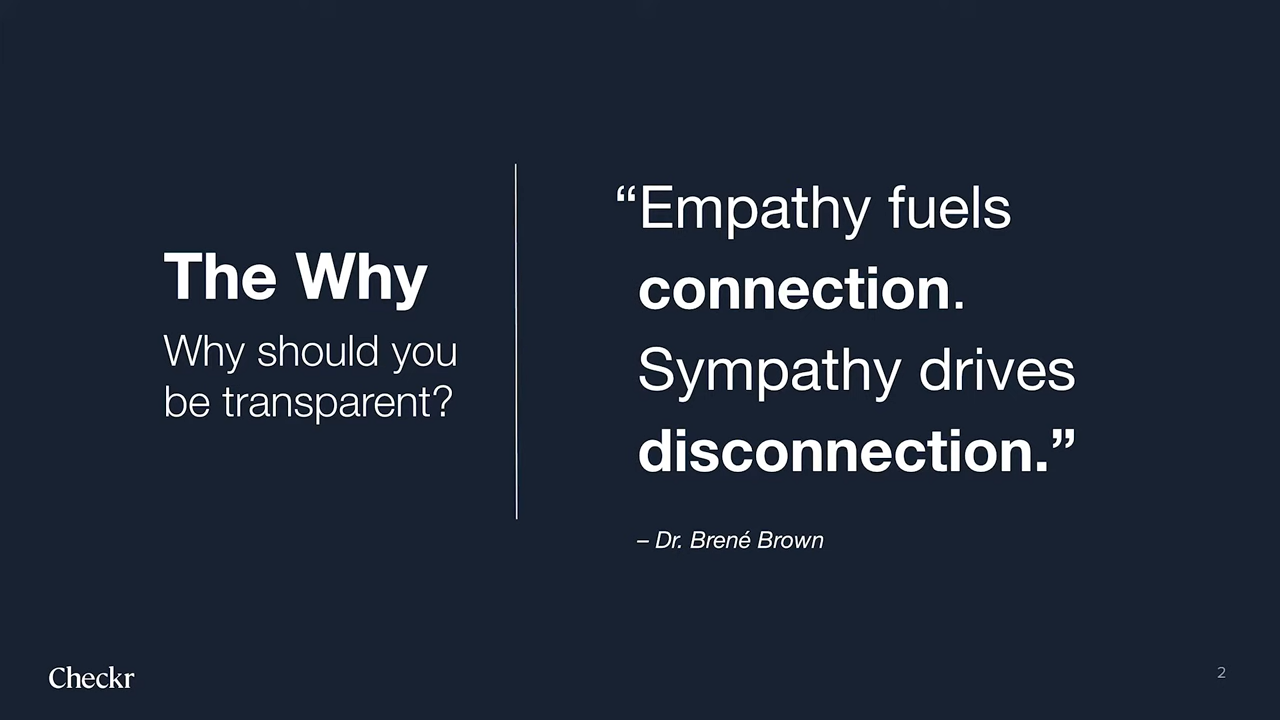 The Why
Why should you
be transparent?
“Empathy fuels
connection.
Sympathy drives
disconnection.”
– Dr. Brené Brown
Checkr
2